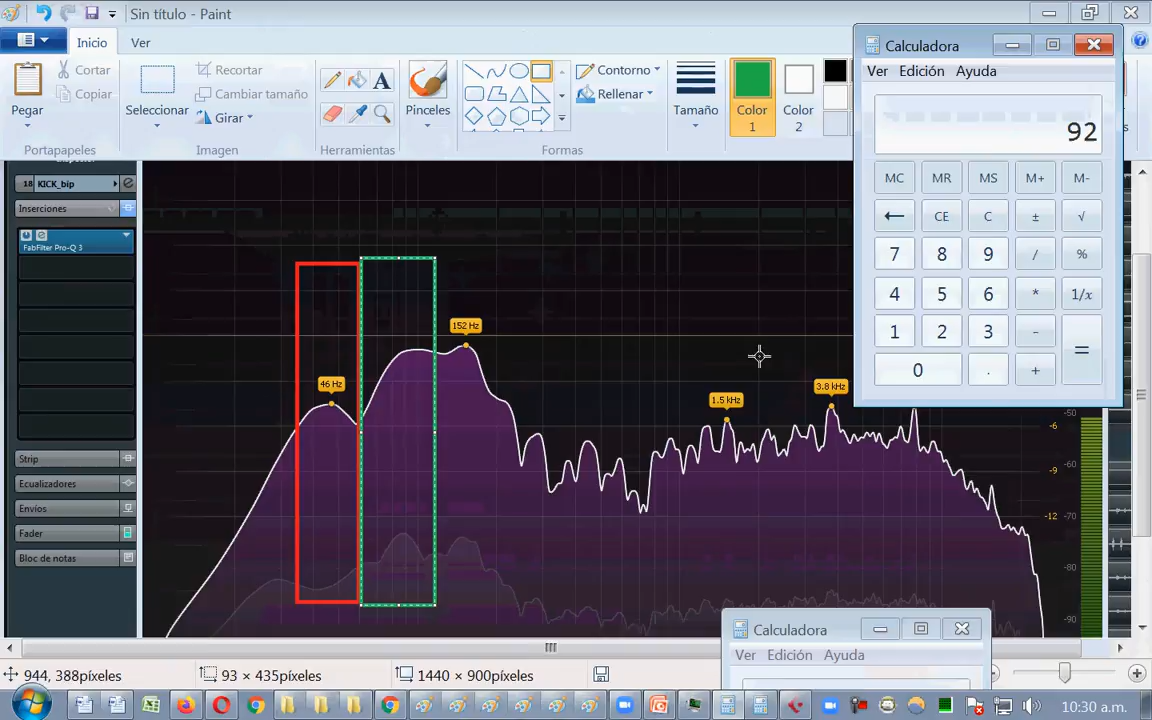 Sin título - Paint
Inicio
Ver
Pegar
Cortar
Copiar
Portapapeles
Seleccionar
Recortar
Cambiar tamaño
Girar
Imagen
A
Herramientas
Pinceles
Contorno
Rellenar
Formas
Tamaño
Color
1
Color
2
Calculadora
Ver Edición Ayuda
92
MC MR MS M+ M-
← CE C ± √
7 8 9 / %
4 5 6 * 1/x
1 2 3 - =
0 . +
18 KICK_bip
Inserciones
FabFilter Pro-Q 3
Strip
Ecualizadores
Envíos
Fader
Bloc de notas
46 Hz
152 Hz
1.5 kHz
3.8 kHz
-50
-6
-60
-9
-12
-70
-80
-90
Calculadora
Ver Edición Ayuda
944, 388píxeles
93 × 435píxeles
1440 × 900píxeles
10:30 a.m.